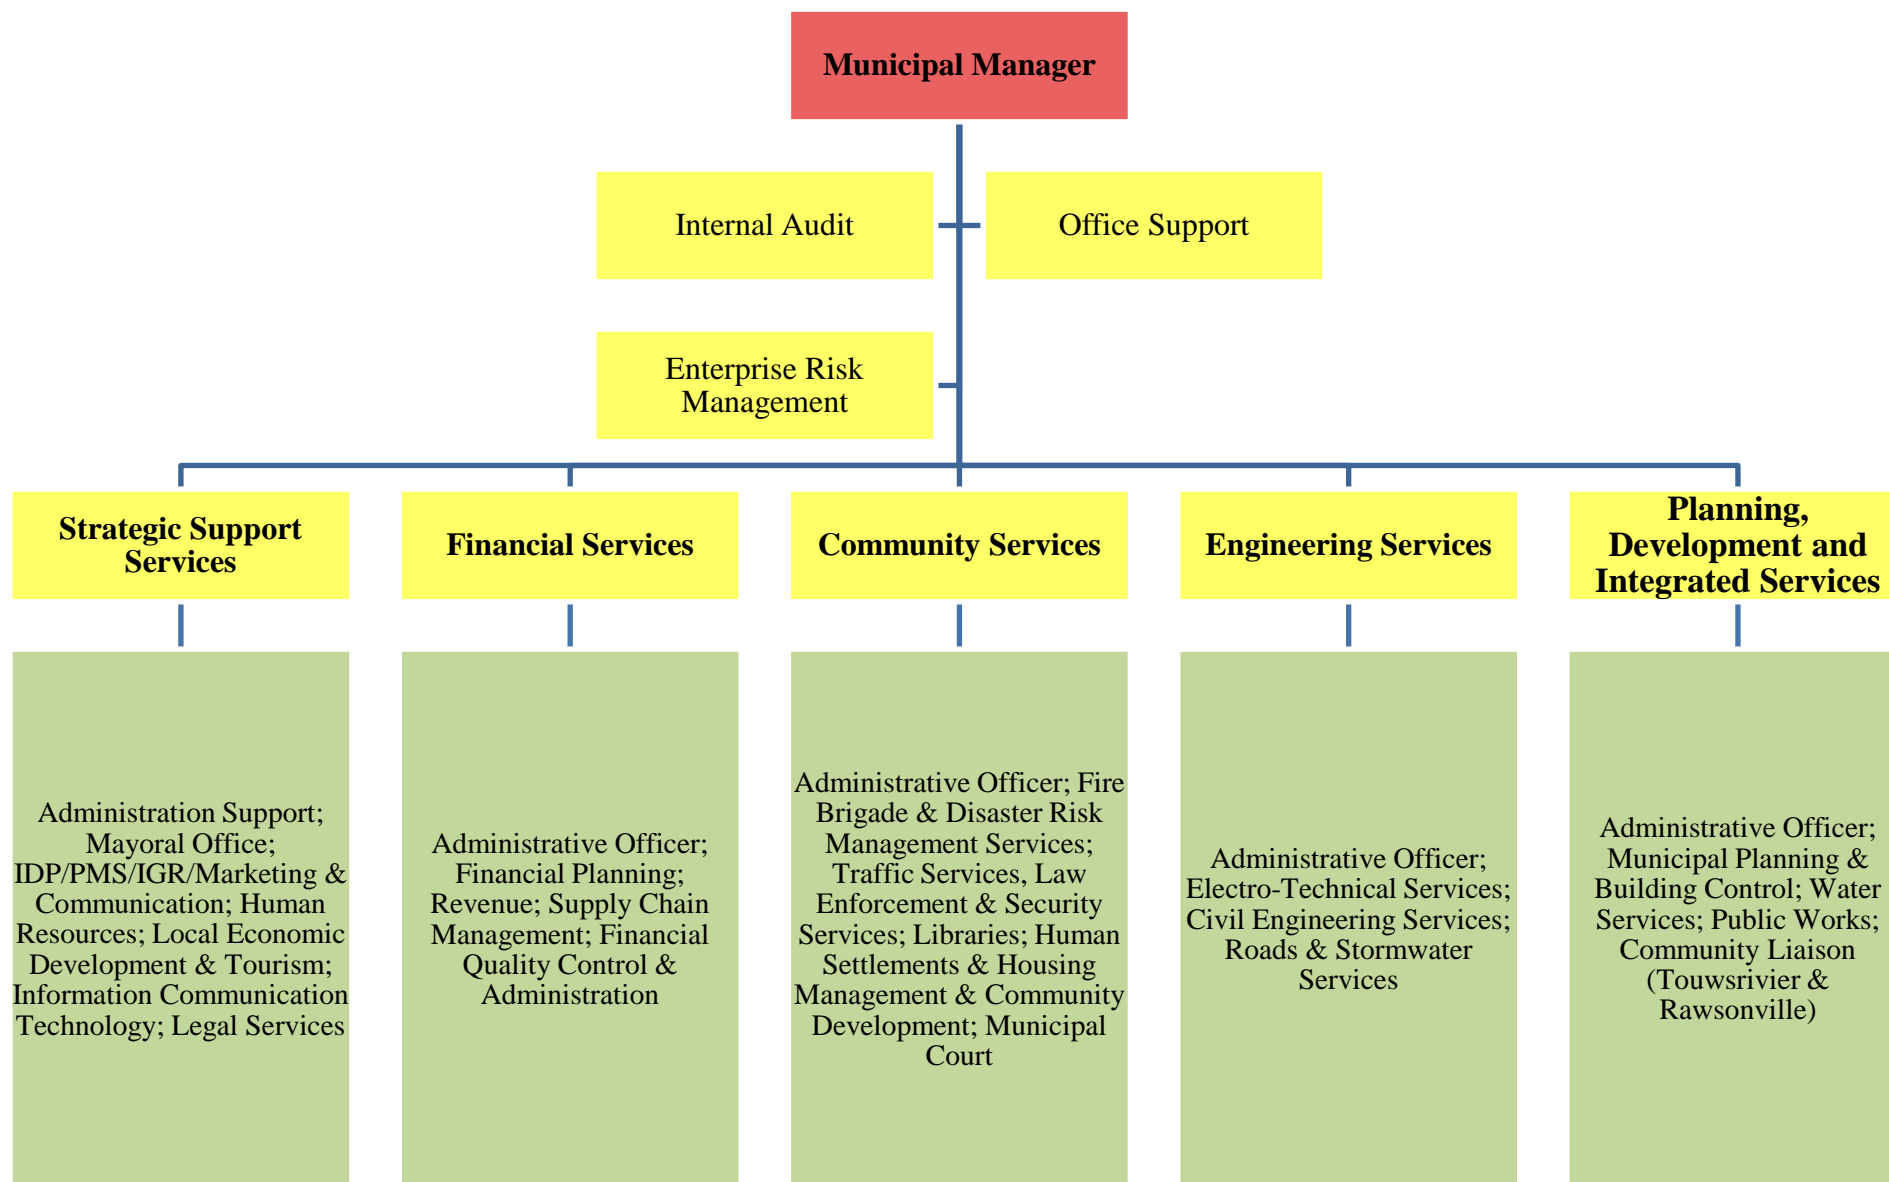 Municipal Manager
Internal Audit
Office Support
Enterprise Risk
Management
Strategic Support
Services
Financial Services
Community Services
Engineering Services
Planning,
Development and
Integrated Services
Administration Support;
Mayoral Office;
IDP/PMS/IGR/Marketing &
Communication; Human
Resources; Local Economic
Development & Tourism;
Information Communication
Technology; Legal Services
Administrative Officer;
Financial Planning;
Revenue; Supply Chain
Management; Financial
Quality Control &
Administration
Administrative Officer; Fire
Brigade & Disaster Risk
Management Services;
Traffic Services, Law
Enforcement & Security
Services; Libraries; Human
Settlements & Housing
Management & Community
Development; Municipal
Court
Administrative Officer;
Electro-Technical Services;
Civil Engineering Services;
Roads & Stormwater
Services
Administrative Officer;
Municipal Planning &
Building Control; Water
Services; Public Works;
Community Liaison
(Touwsrivier &
Rawsonville)